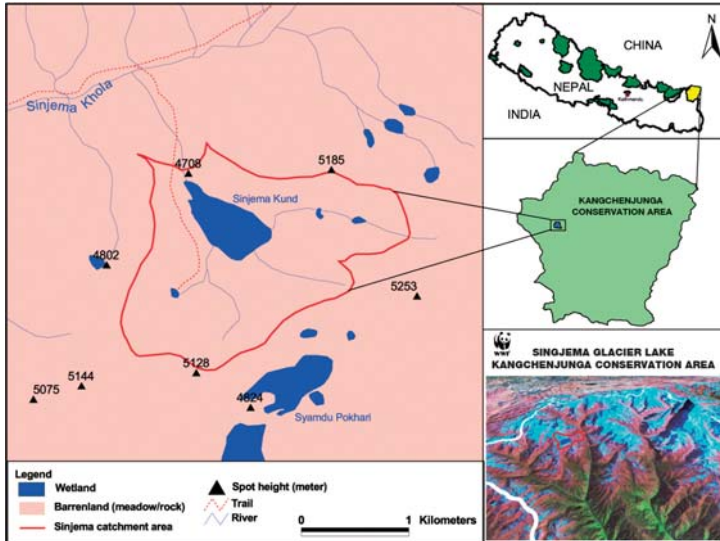 Sinjema Khola
4708
5185
Sinjema Kund
4802
5253
5128
5144
5075
4824
Syamdu Pokhari
CHINA
N
NEPAL
Kathmandu
INDIA
KANGCHENJUNGA
CONSERVATION AREA
WWF
SINGJEMA GLACIER LAKE
KANGCHENJUNGA CONSERVATION AREA
Legend
Wetland
Barrenland (meadow/rock)
Sinjema catchment area
Spot height (meter)
Trail
River
0 1 Kilometers